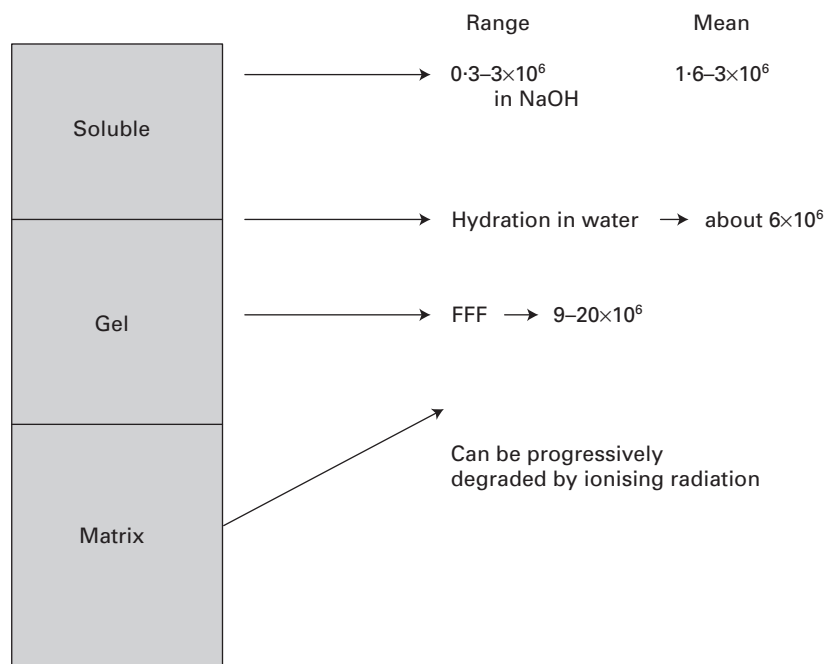 Range Mean
0·3–3×10⁶ 1·6–3×10⁶
in NaOH
Soluble
Hydration in water about 6×10⁶
Gel
FFF 9–20×10⁶
Can be progressively
degraded by ionising radiation
Matrix